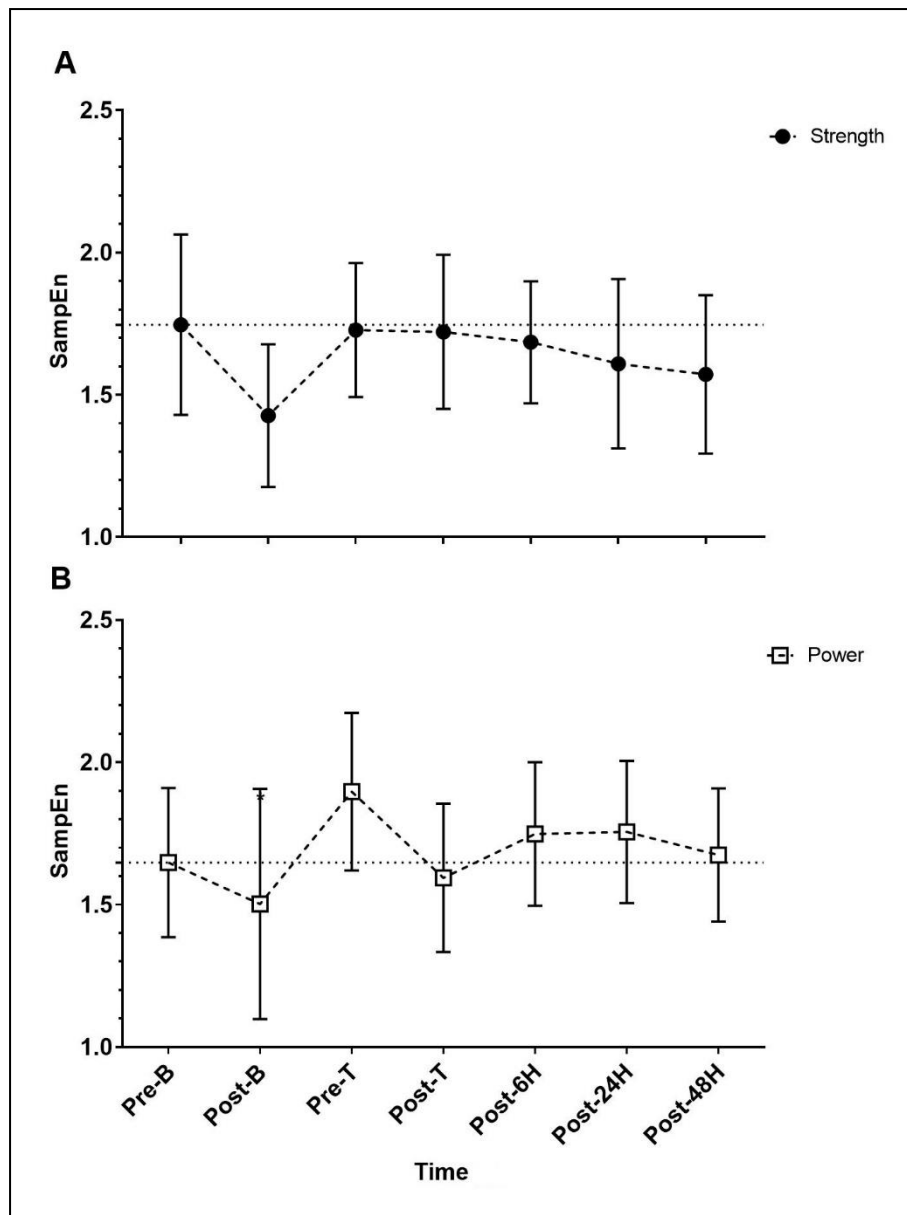 A
2.5
Strength
2.0
SampEn
1.5
1.0
B
2.5
Power
2.0
*
SampEn
1.5
1.0
Pre-B
Post-B
Pre-T
Post-T
Post-6H
Post-24H
Post-48H
Time